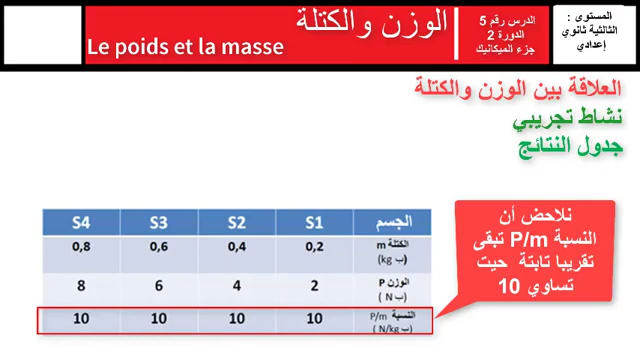 المستوى :
الثالثية ثانوي
إعدادي
الدرس رقم 5
الدورة 2
جزء الميكانيك
الوزن والكتلة
Le poids et la masse
العلاقة بين الوزن والكتلة
نشاط تجريبي
جدول النتائج
الجسم S1 S2 S3 S4
الكتلة m (ب kg) 0,2 0,4 0,6 0,8
الوزن P (ب N) 2 4 6 8
النسبة P/m (ب N/kg) 10 10 10 10
نلاحض أن
النسبة P/m تبقى
تقريبا تابتة حيت
تساوي 10